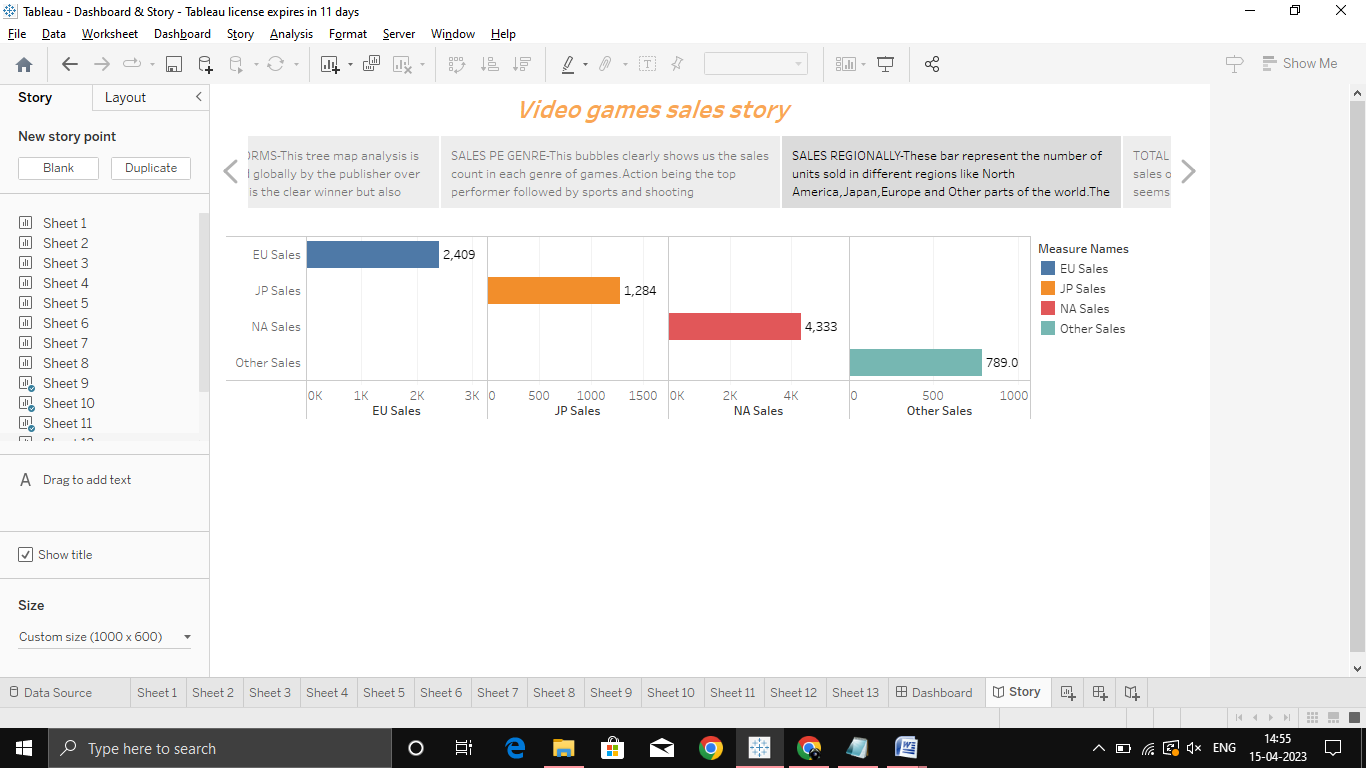 Tableau - Dashboard & Story - Tableau license expires in 11 days
File Data Worksheet Dashboard Story Analysis Format Server Window Help
Show Me
Story Layout
New story point
Blank Duplicate
Sheet 1
Sheet 2
Sheet 3
Sheet 4
Sheet 5
Sheet 6
Sheet 7
Sheet 8
Sheet 9
Sheet 10
Sheet 11
A Drag to add text
Show title
Size
Custom size (1000 x 600)
Video games sales story
ORMS-This tree map analysis is
globally by the publisher over
is the clear winner but also
SALES PE GENRE-This bubbles clearly shows us the sales
count in each genre of games.Action being the top
performer followed by sports and shooting
SALES REGIONALLY-These bar represent the number of
units sold in different regions like North
America,Japan,Europe and Other parts of the world.The
TOTAL
sales
seems
EU Sales 2,409
JP Sales 1,284
NA Sales 4,333
Other Sales 789.0
0K 1K 2K 3K 0 500 1000 1500 0K 2K 4K 0 500 1000
EU Sales JP Sales NA Sales Other Sales
Measure Names
EU Sales
JP Sales
NA Sales
Other Sales
Data Source Sheet 1 Sheet 2 Sheet 3 Sheet 4 Sheet 5 Sheet 6 Sheet 7 Sheet 8 Sheet 9 Sheet 10 Sheet 11 Sheet 12 Sheet 13 Dashboard Story
Type here to search
ENG
14:55
15-04-2023